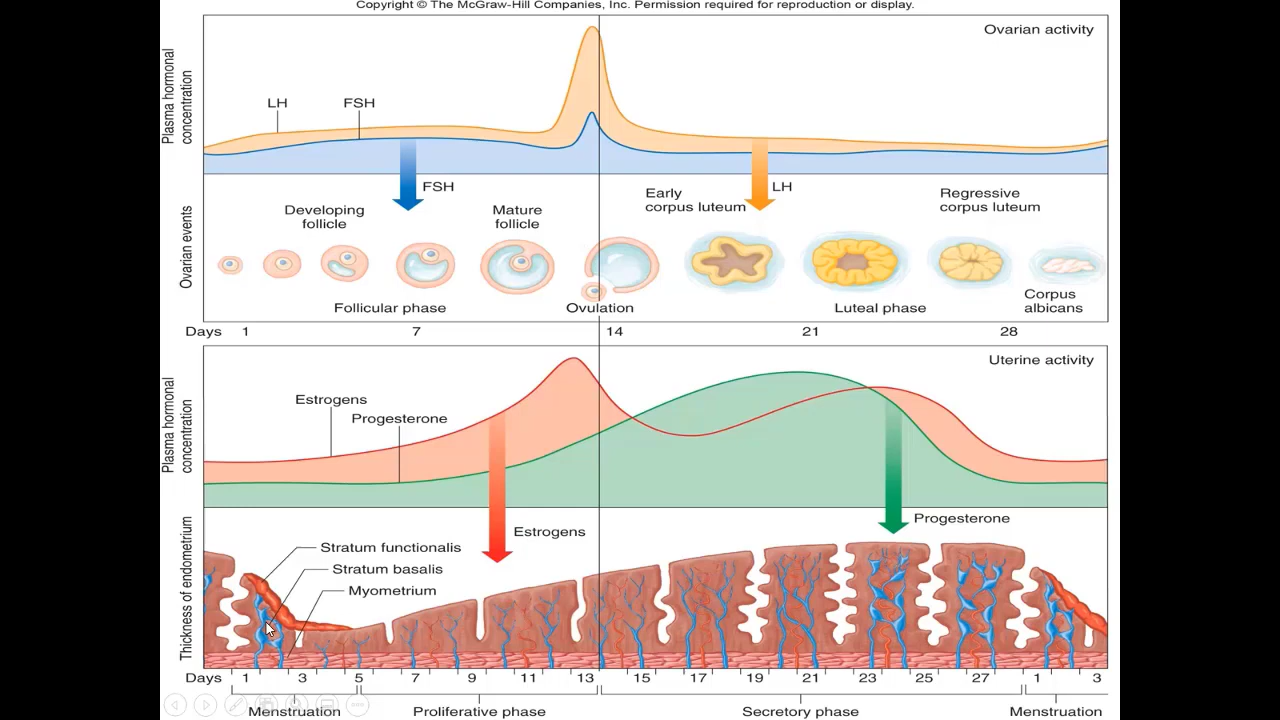 Copyright © The McGraw-Hill Companies, Inc. Permission required for reproduction or display.
Ovarian activity
Plasma hormonal
concentration
LH
FSH
FSH
LH
Ovarian events
Developing
follicle
Mature
follicle
Early
corpus luteum
Regressive
corpus luteum
Follicular phase
Ovulation
Luteal phase
Corpus
albicans
Days 1 7 14 21 28
Uterine activity
Plasma hormonal
concentration
Estrogens
Progesterone
Estrogens
Progesterone
Thickness of endometrium
Stratum functionalis
Stratum basalis
Myometrium
Days 1 3 5 7 9 11 13 15 17 19 21 23 25 27 1 3
Menstruation
Proliferative phase
Secretory phase
Menstruation